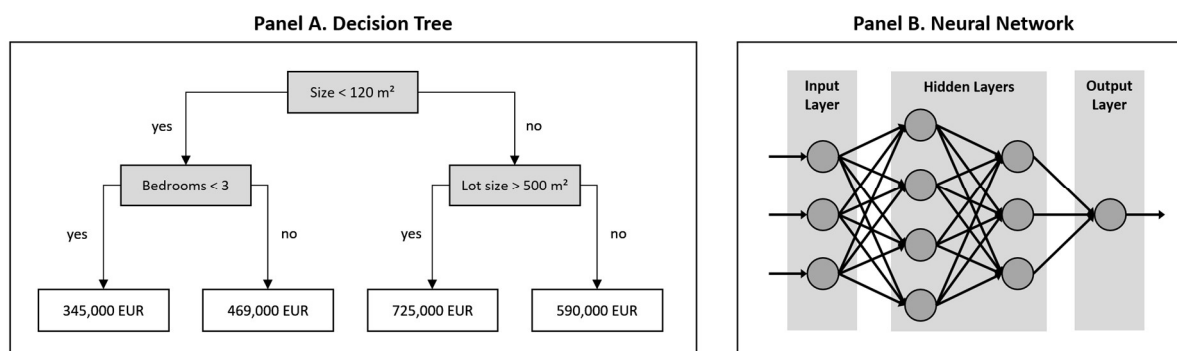 Panel A. Decision Tree
Size < 120 m²
yes
no
Bedrooms < 3
Lot size > 500 m²
yes
no
yes
no
345,000 EUR
469,000 EUR
725,000 EUR
590,000 EUR
Panel B. Neural Network
Input
Layer
Hidden Layers
Output
Layer